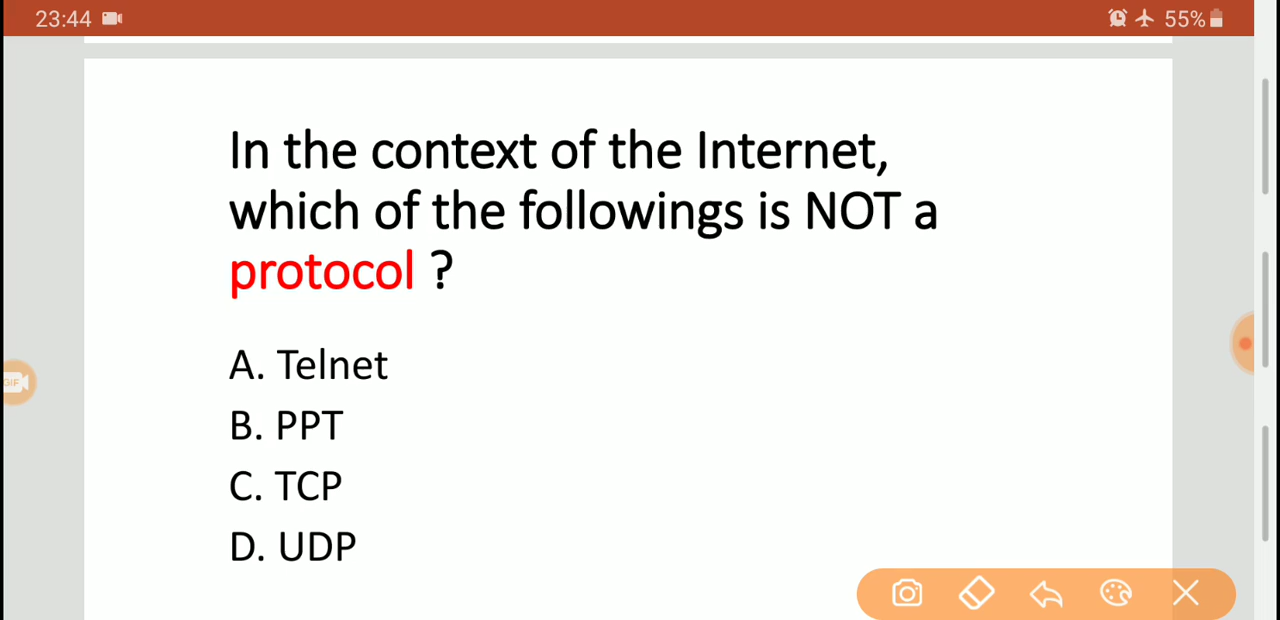 23:44
55%
In the context of the Internet,
which of the followings is NOT a
protocol ?
A. Telnet
B. PPT
C. TCP
D. UDP
GIF